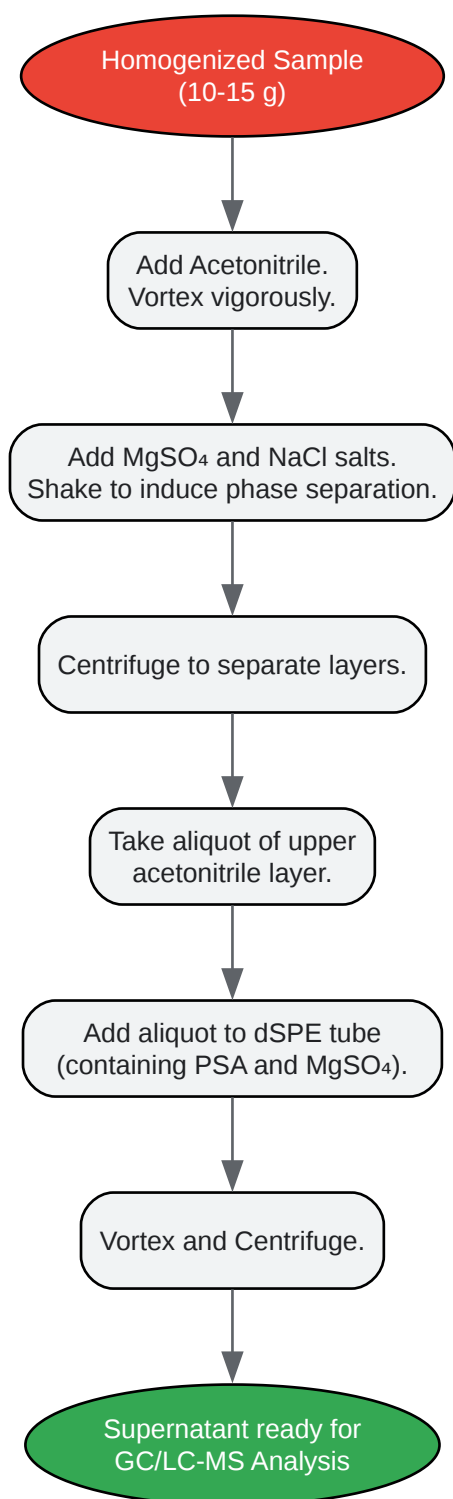 Homogenized Sample
(10-15 g)
Add Acetonitrile.
Vortex vigorously.
Add MgSO₄ and NaCl salts.
Shake to induce phase separation.
Centrifuge to separate layers.
Take aliquot of upper
acetonitrile layer.
Add aliquot to dSPE tube
(containing PSA and MgSO₄).
Vortex and Centrifuge.
Supernatant ready for
GC/LC-MS Analysis